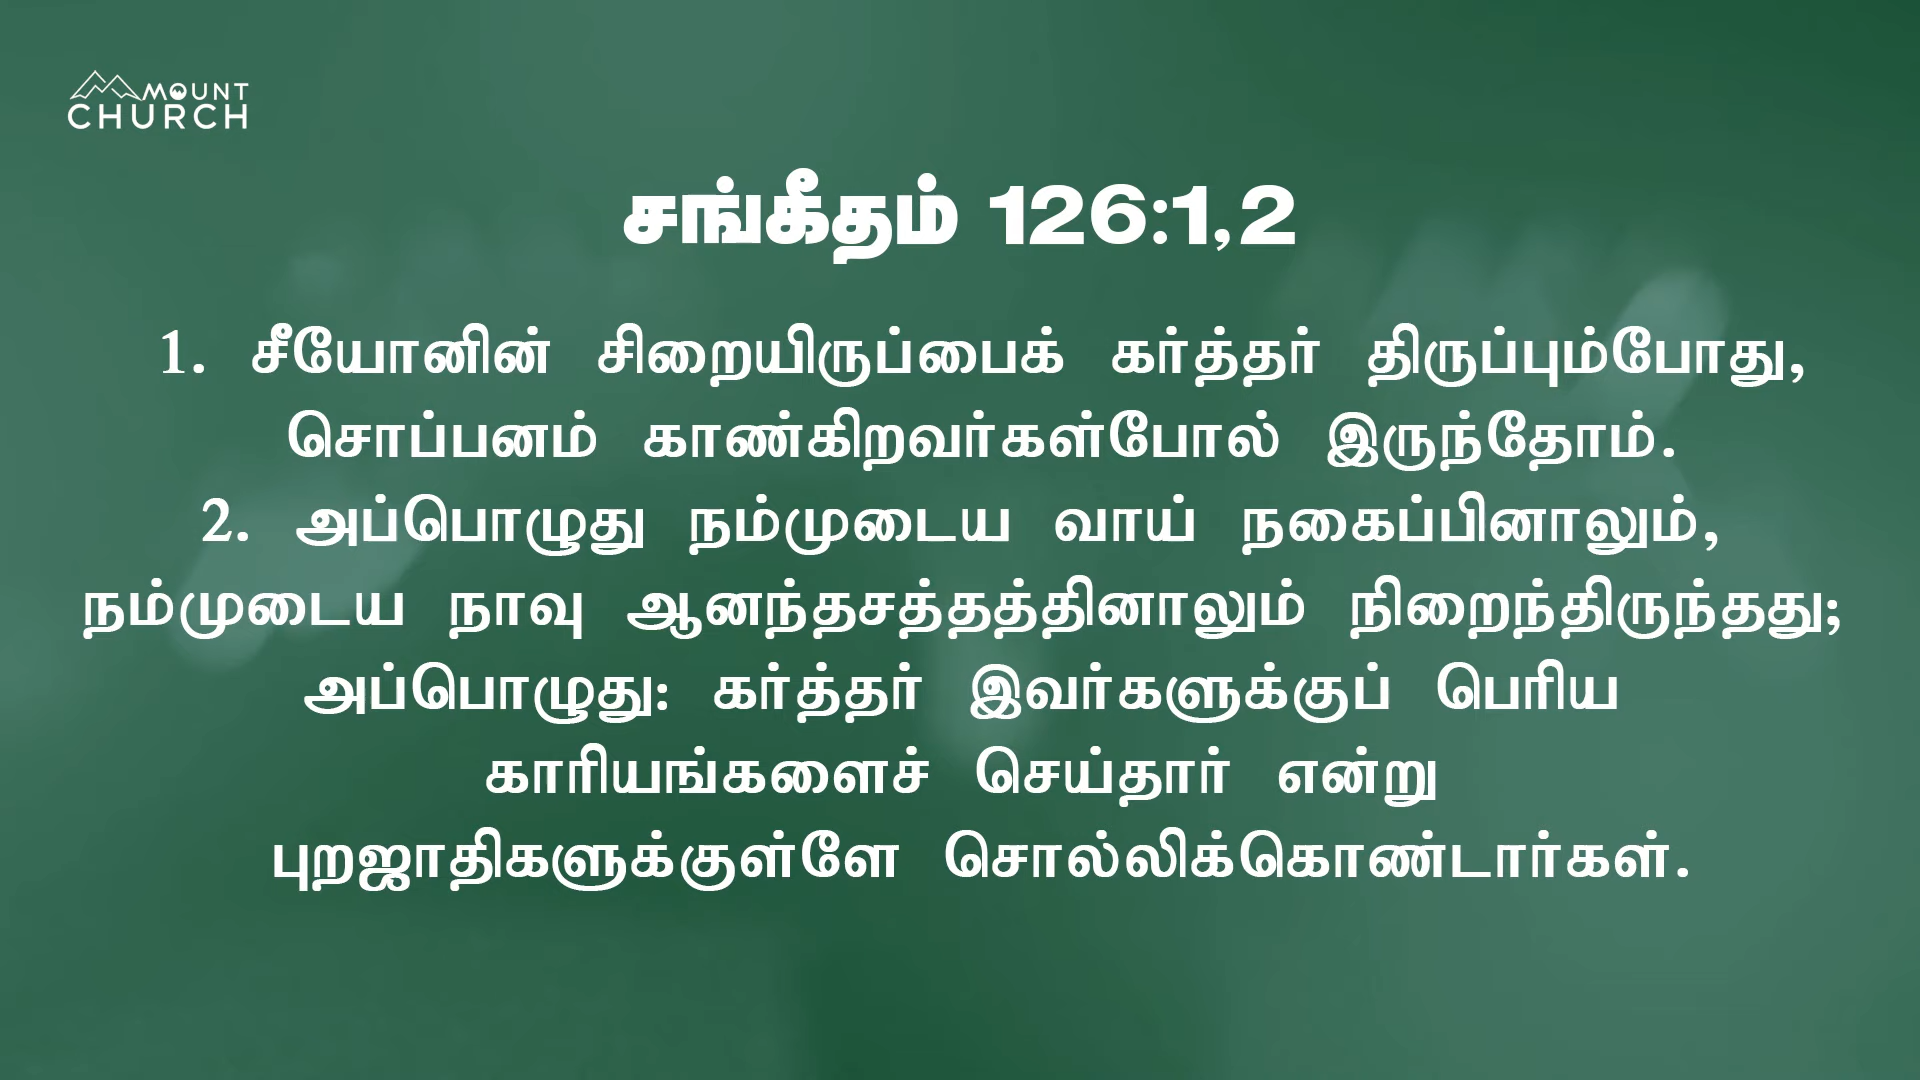 MOUNT
CHURCH
சங்கீதம் 126:1,2
1. சீயோனின் சிறையிருப்பைக் கர்த்தர் திருப்பும்போது,
சொப்பனம் காண்கிறவர்கள்போல் இருந்தோம்.
2. அப்பொழுது நம்முடைய வாய் நகைப்பினாலும்,
நம்முடைய நாவு ஆனந்தசத்தத்தினாலும் நிறைந்திருந்தது;
அப்பொழுது: கர்த்தர் இவர்களுக்குப் பெரிய
காரியங்களைச் செய்தார் என்று
புறஜாதிகளுக்குள்ளே சொல்லிக்கொண்டார்கள்.